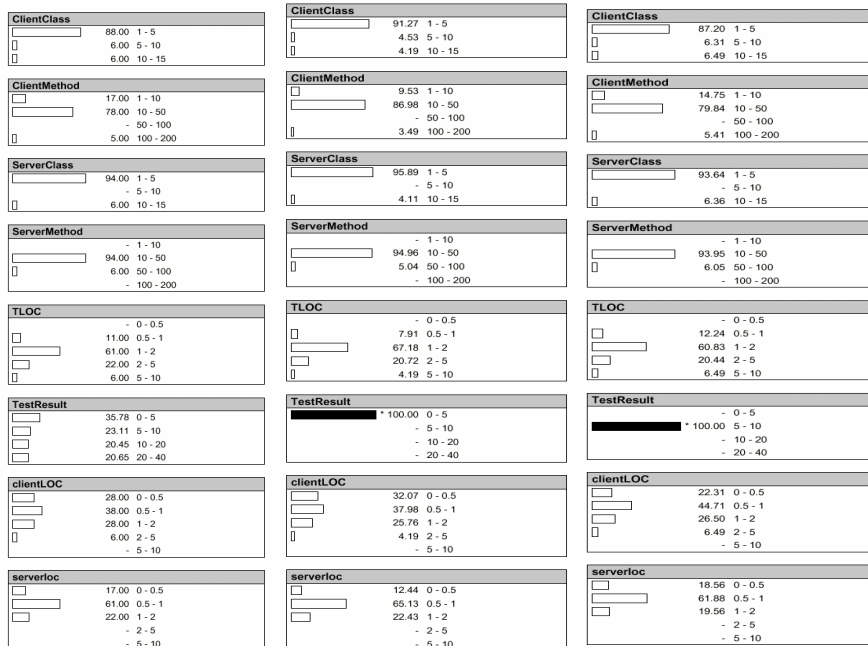 ClientClass
88.00 1 - 5
6.00 5 - 10
6.00 10 - 15
ClientMethod
17.00 1 - 10
78.00 10 - 50
- 50 - 100
5.00 100 - 200
ServerClass
94.00 1 - 5
- 5 - 10
6.00 10 - 15
ServerMethod
- 1 - 10
94.00 10 - 50
6.00 50 - 100
- 100 - 200
TLOC
- 0 - 0.5
11.00 0.5 - 1
61.00 1 - 2
22.00 2 - 5
6.00 5 - 10
TestResult
35.78 0 - 5
23.11 5 - 10
20.45 10 - 20
20.65 20 - 40
clientLOC
28.00 0 - 0.5
38.00 0.5 - 1
28.00 1 - 2
6.00 2 - 5
- 5 - 10
serverloc
17.00 0 - 0.5
61.00 0.5 - 1
22.00 1 - 2
- 2 - 5
- 5 - 10
ClientClass
91.27 1 - 5
4.53 5 - 10
4.19 10 - 15
ClientMethod
9.53 1 - 10
86.98 10 - 50
- 50 - 100
3.49 100 - 200
ServerClass
95.89 1 - 5
- 5 - 10
4.11 10 - 15
ServerMethod
- 1 - 10
94.96 10 - 50
5.04 50 - 100
- 100 - 200
TLOC
- 0 - 0.5
7.91 0.5 - 1
67.18 1 - 2
20.72 2 - 5
4.19 5 - 10
TestResult
* 100.00 0 - 5
- 5 - 10
- 10 - 20
- 20 - 40
clientLOC
32.07 0 - 0.5
37.98 0.5 - 1
25.76 1 - 2
4.19 2 - 5
- 5 - 10
serverloc
12.44 0 - 0.5
65.13 0.5 - 1
22.43 1 - 2
- 2 - 5
- 5 - 10
ClientClass
87.20 1 - 5
6.31 5 - 10
6.49 10 - 15
ClientMethod
14.75 1 - 10
79.84 10 - 50
- 50 - 100
5.41 100 - 200
ServerClass
93.64 1 - 5
- 5 - 10
6.36 10 - 15
ServerMethod
- 1 - 10
93.95 10 - 50
6.05 50 - 100
- 100 - 200
TLOC
- 0 - 0.5
12.24 0.5 - 1
60.83 1 - 2
20.44 2 - 5
6.49 5 - 10
TestResult
- 0 - 5
* 100.00 5 - 10
- 10 - 20
- 20 - 40
clientLOC
22.31 0 - 0.5
44.71 0.5 - 1
26.50 1 - 2
6.49 2 - 5
- 5 - 10
serverloc
18.56 0 - 0.5
61.88 0.5 - 1
19.56 1 - 2
- 2 - 5
- 5 - 10